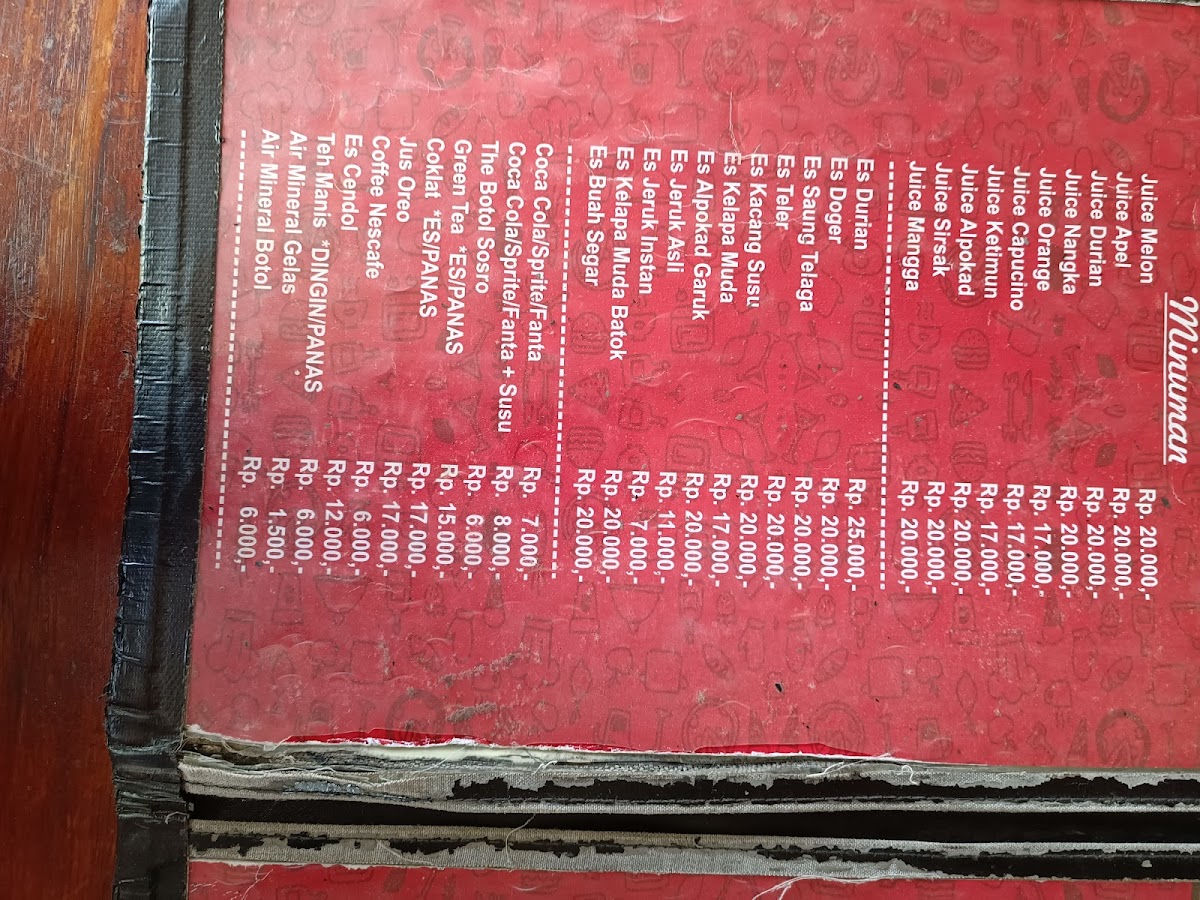 Minuman
Juice Melon Rp. 20.000,-
Juice Apel Rp. 20.000,-
Juice Durian Rp. 20.000,-
Juice Nangka Rp. 20.000,-
Juice Orange Rp. 17.000,-
Juice Capucino Rp. 17.000,-
Juice Ketimun Rp. 17.000,-
Juice Alpokad Rp. 20.000,-
Juice SIrsak Rp. 20.000,-
Juice Mangga Rp. 20.000,-
Es Durian Rp. 25.000,-
Es Doger Rp. 20.000,-
Es Saung Telaga Rp. 20.000,-
Es Teler Rp. 20.000,-
Es Kacang Susu Rp. 20.000,-
Es Kelapa Muda Rp. 17.000,-
Es Alpokad Garuk Rp. 20.000,-
Es Jeruk Asli Rp. 11.000,-
Es Jeruk Instan Rp. 7.000,-
Es Kelapa Muda Batok Rp. 20.000,-
Es Buah Segar Rp. 20.000,-
Coca Cola/Sprite/Fanta Rp. 7.000,-
Coca Cola/Sprite/Fanta + Susu Rp. 8.000,-
The Botol Sosro Rp. 6.000,-
Green Tea *ES/PANAS Rp. 15.000,-
Coklat *ES/PANAS Rp. 17.000,-
Jus Oreo Rp. 17.000,-
Coffee Nescafe Rp. 6.000,-
Es Cendol Rp. 12.000,-
Teh Manis *DINGIN/PANAS Rp. 6.000,-
Air Mineral Gelas Rp. 1.500,-
Air Mineral Botol Rp. 6.000,-